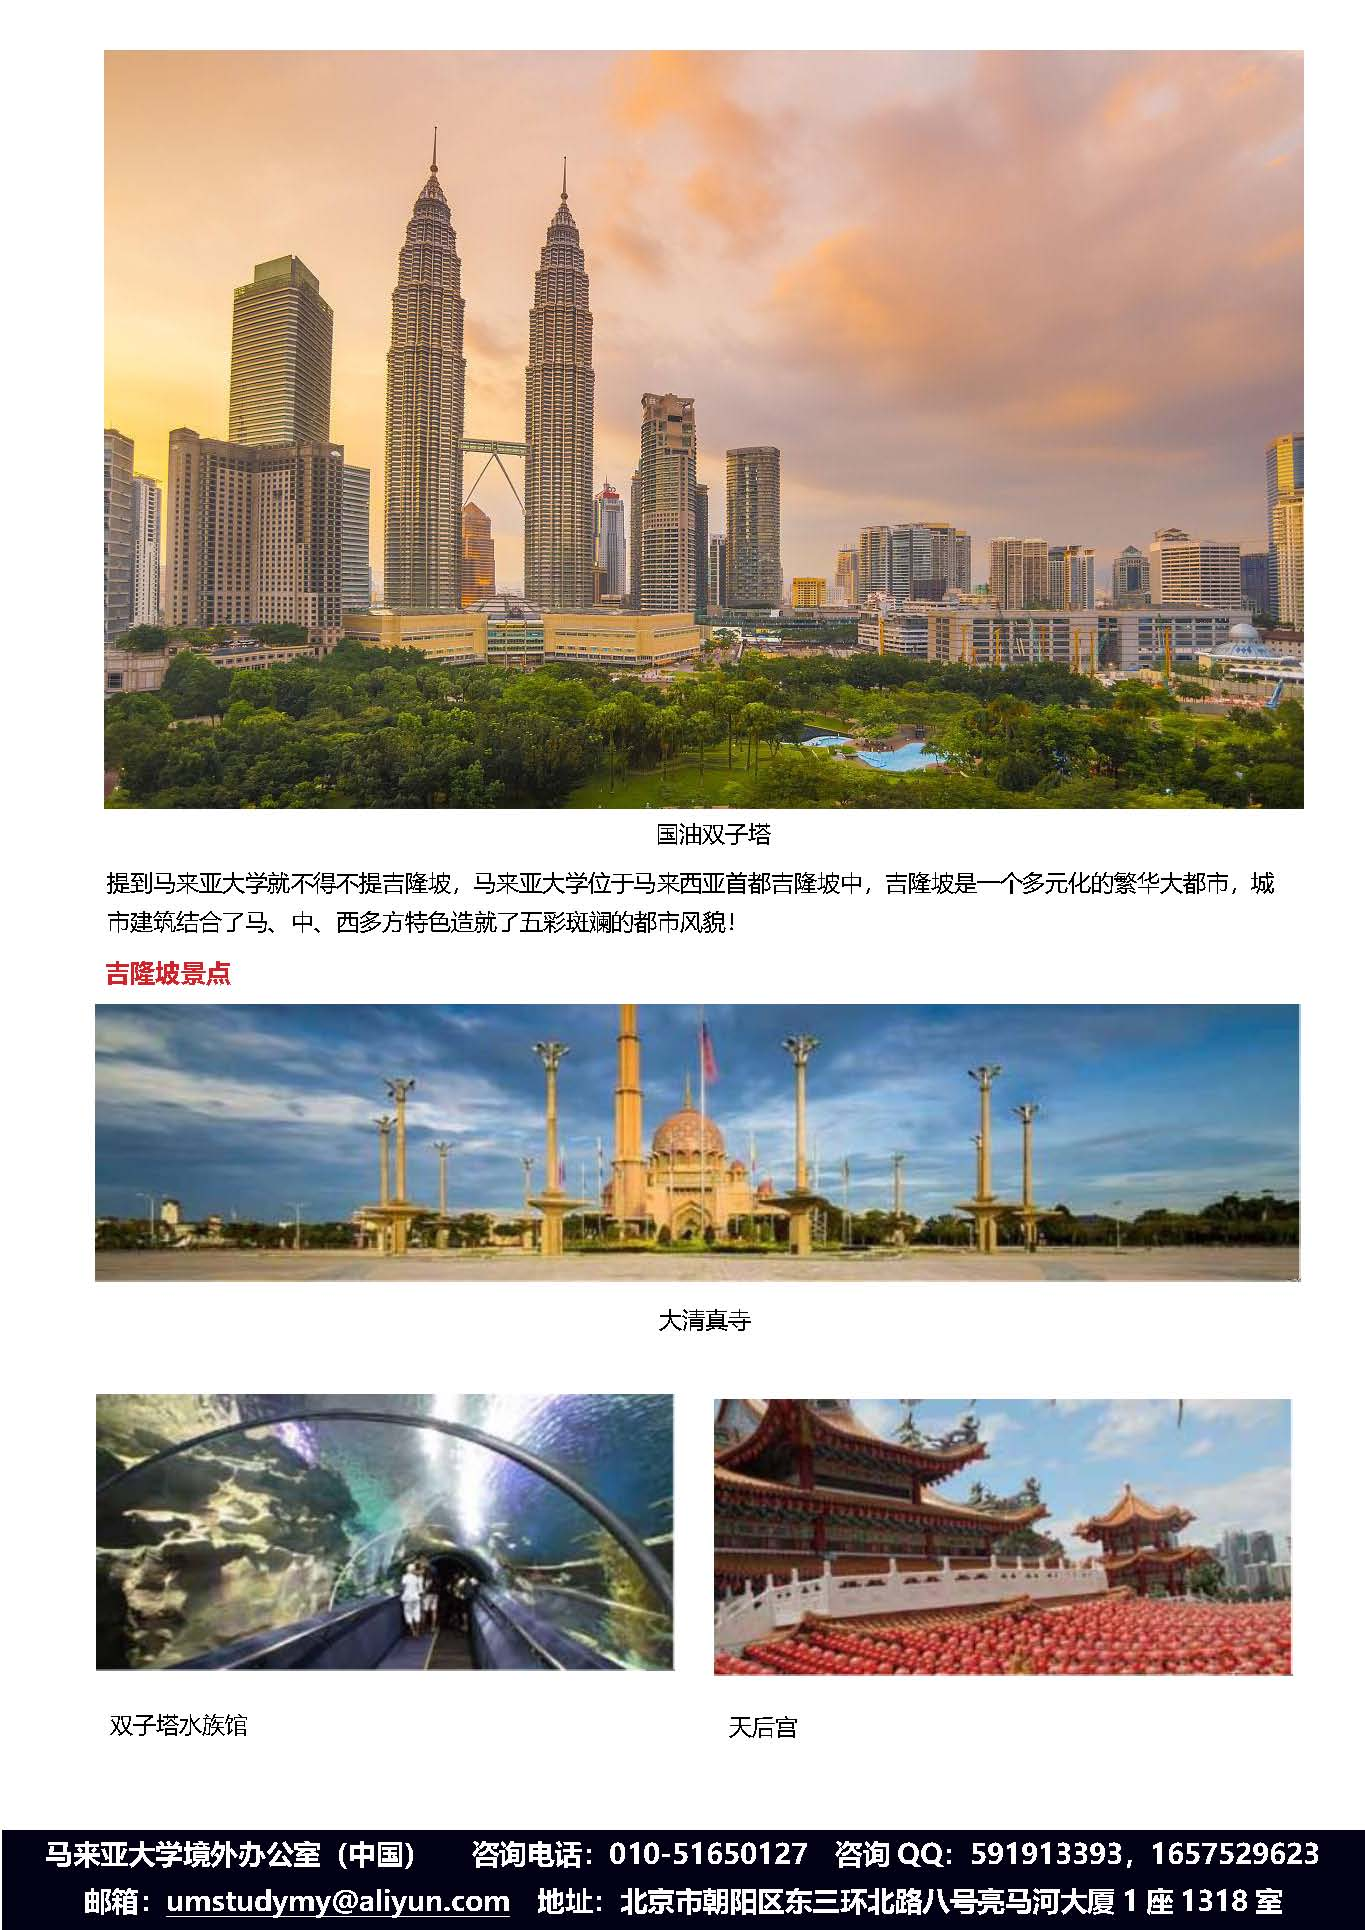 国油双子塔
提到马来亚大学就不得不提吉隆坡，马来亚大学位于马来西亚首都吉隆坡中，吉隆坡是一个多元化的繁华大都市，城
市建筑结合了马、中、西多方特色造就了五彩斑斓的都市风貌！
吉隆坡景点
大清真寺
双子塔水族馆
天后宫
马来亚大学境外办公室（中国） 咨询电话：010-51650127 咨询 QQ：591913393，1657529623
邮箱：umstudymy@aliyun.com 地址：北京市朝阳区东三环北路八号亮马河大厦 1 座 1318 室